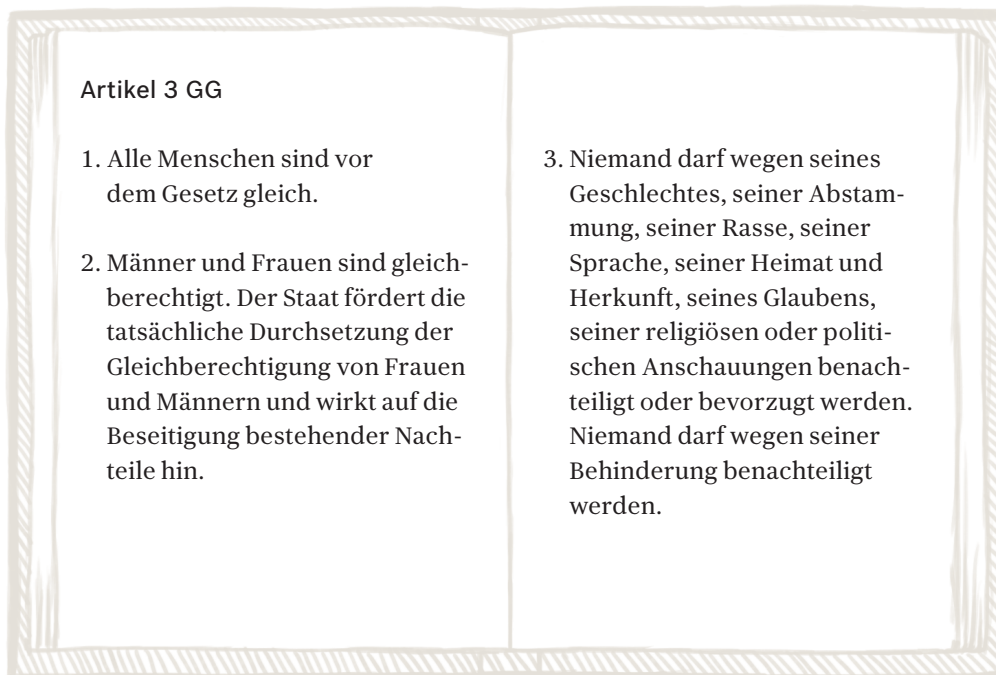 Artikel 3 GG
1. Alle Menschen sind vor
dem Gesetz gleich.
2. Männer und Frauen sind gleich-
berechtigt. Der Staat fördert die
tatsächliche Durchsetzung der
Gleichberechtigung von Frauen
und Männern und wirkt auf die
Beseitigung bestehender Nach-
teile hin.
3. Niemand darf wegen seines
Geschlechtes, seiner Abstam-
mung, seiner Rasse, seiner
Sprache, seiner Heimat und
Herkunft, seines Glaubens,
seiner religiösen oder politi-
schen Anschauungen benach-
teiligt oder bevorzugt werden.
Niemand darf wegen seiner
Behinderung benachteiligt
werden.